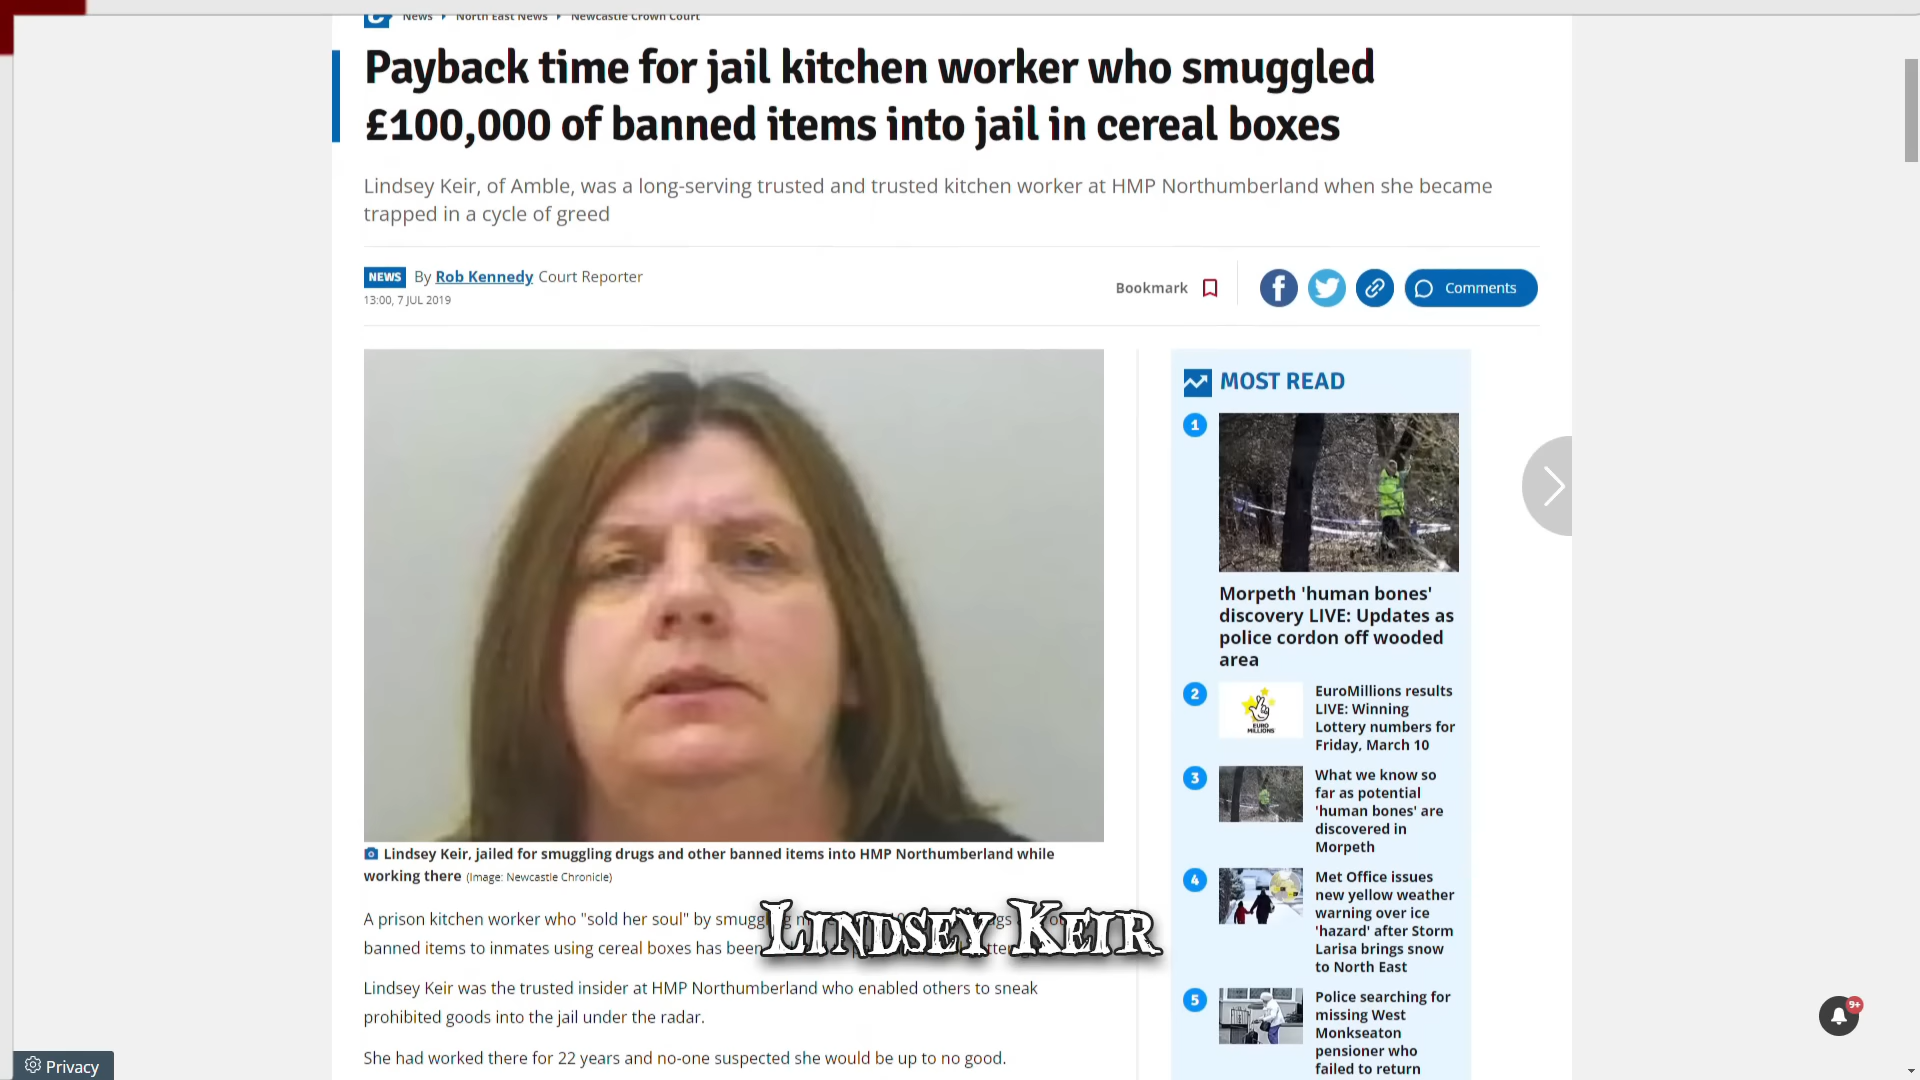 News North East News Newcastle Crown Court
Payback time for jail kitchen worker who smuggled
£100,000 of banned items into jail in cereal boxes
Lindsey Keir, of Amble, was a long-serving trusted and trusted kitchen worker at HMP Northumberland when she became
trapped in a cycle of greed
NEWS By Rob Kennedy Court Reporter
13:00, 7 JUL 2019
Bookmark
Comments
Lindsey Keir, jailed for smuggling drugs and other banned items into HMP Northumberland while
working there (Image: Newcastle Chronicle)
A prison kitchen worker who "sold her soul" by
banned items to inmates using cereal boxes has been
Lindsey Keir
Lindsey Keir was the trusted insider at HMP Northumberland who enabled others to sneak
prohibited goods into the jail under the radar.
She had worked there for 22 years and no-one suspected she would be up to no good.
MOST READ
1
Morpeth 'human bones'
discovery LIVE: Updates as
police cordon off wooded
area
2
EURO
MILLIONS
EuroMillions results
LIVE: Winning
Lottery numbers for
Friday, March 10
3
What we know so
far as potential
'human bones' are
discovered in
Morpeth
4
Met Office issues
new yellow weather
warning over ice
'hazard' after Storm
Larisa brings snow
to North East
5
Police searching for
missing West
Monkseaton
pensioner who
failed to return
9+
Privacy